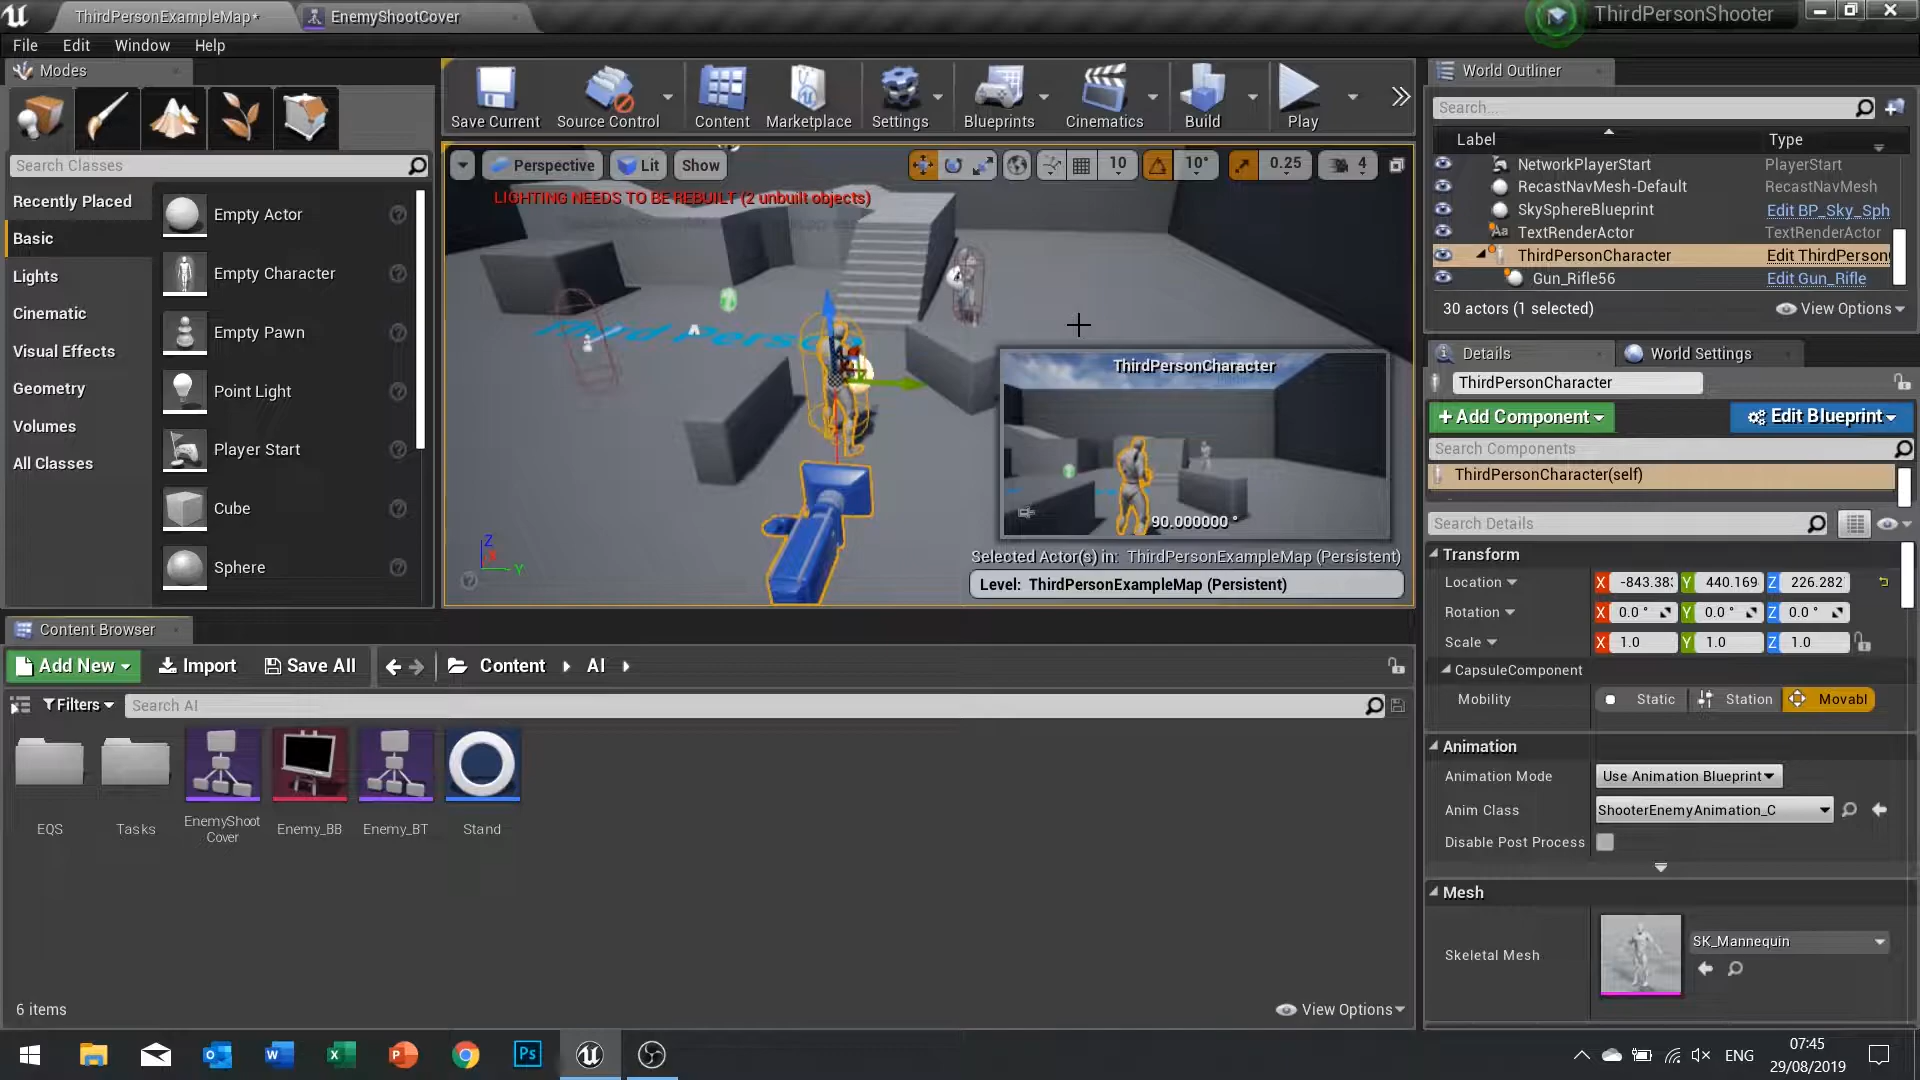 ThirdPersonExampleMap*
EnemyShootCover
ThirdPersonShooter
File Edit Window Help
Modes
Search Classes
Recently Placed
Basic
Lights
Cinematic
Visual Effects
Geometry
Volumes
All Classes
Empty Actor
Empty Character
Empty Pawn
Point Light
Player Start
Cube
Sphere
Save Current Source Control Content Marketplace Settings Blueprints Cinematics Build Play
Perspective Lit Show 10 10° 0.25 4
LIGHTING NEEDS TO BE REBUILT (2 unbuilt objects)
Third Person
ThirdPersonCharacter
90.000000 °
Z
X
Y
Selected Actor(s) in: ThirdPersonExampleMap (Persistent)
Level: ThirdPersonExampleMap (Persistent)
World Outliner
Search...
Label Type
NetworkPlayerStart PlayerStart
RecastNavMesh-Default RecastNavMesh
SkySphereBlueprint Edit BP_Sky_Sph
TextRenderActor TextRenderActor
ThirdPersonCharacter Edit ThirdPerson
Gun_Rifle56 Edit Gun_Rifle
30 actors (1 selected) View Options
Details World Settings
ThirdPersonCharacter
+ Add Component Edit Blueprint
Search Components
ThirdPersonCharacter(self)
Search Details
Transform
Location X -843.383 Y 440.169 Z 226.282
Rotation X 0.0 ° Y 0.0 ° Z 0.0 °
Scale X 1.0 Y 1.0 Z 1.0
CapsuleComponent
Mobility Static Station Movabl
Animation
Animation Mode Use Animation Blueprint
Anim Class ShooterEnemyAnimation_C
Disable Post Process
Mesh
Skeletal Mesh SK_Mannequin
Content Browser
Add New Import Save All Content AI
Filters Search AI
EQS
Tasks
EnemyShoot
Cover
Enemy_BB
Enemy_BT
Stand
6 items View Options
Ps
ENG
07:45
29/08/2019